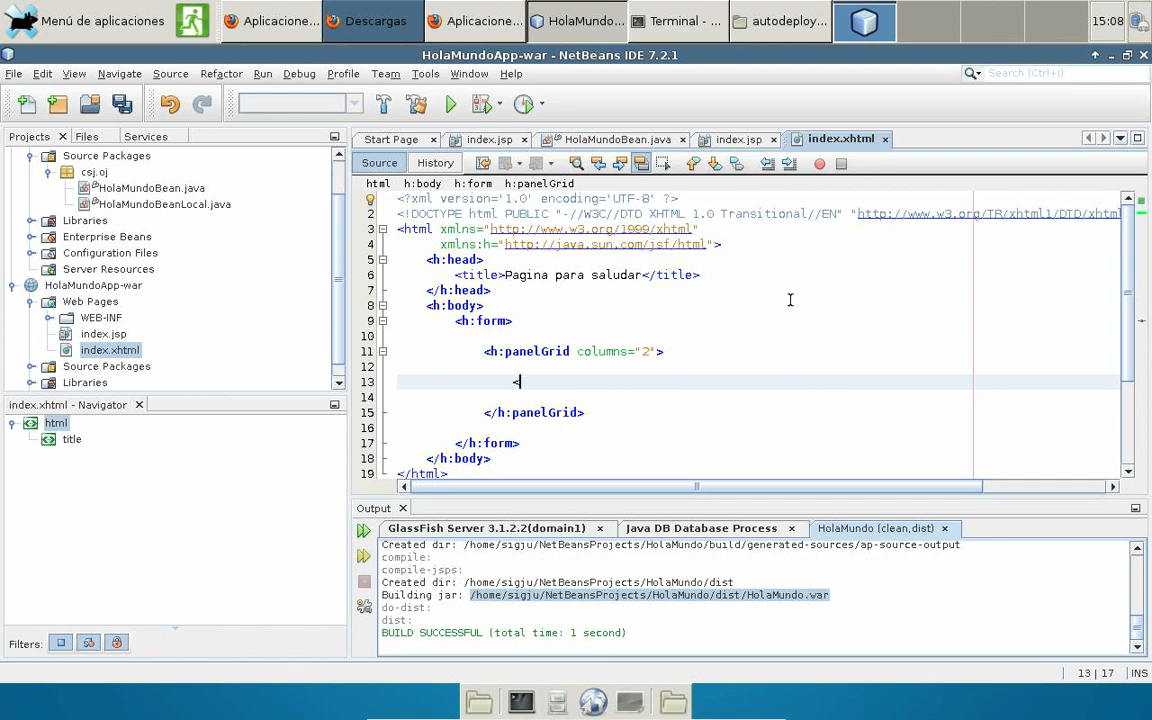 Menú de aplicaciones
Aplicacione...
Descargas
Aplicacione...
HolaMundo...
Terminal - ...
autodeploy...
15:08
HolaMundoApp-war - NetBeans IDE 7.2.1
File Edit View Navigate Source Refactor Run Debug Profile Team Tools Window Help
Search (Ctrl+I)
Projects Files Services
Source Packages
csj.oj
HolaMundoBean.java
HolaMundoBeanLocal.java
Libraries
Enterprise Beans
Configuration Files
Server Resources
HolaMundoApp-war
Web Pages
WEB-INF
index.jsp
index.xhtml
Source Packages
Libraries
index.xhtml - Navigator
html
title
Filters:
Start Page index.jsp HolaMundoBean.java index.jsp index.xhtml
Source History
html h:body h:form h:panelGrid
<?xml version='1.0' encoding='UTF-8' ?>
2 <!DOCTYPE html PUBLIC "-//W3C//DTD XHTML 1.0 Transitional//EN" "http://www.w3.org/TR/xhtml1/DTD/xhtml
3 <html xmlns="http://www.w3.org/1999/xhtml"
4 xmlns:h="http://java.sun.com/jsf/html">
5 <h:head>
6 <title>Pagina para saludar</title>
7 </h:head>
8 <h:body>
9 <h:form>
10
11 <h:panelGrid columns="2">
12
13 <
14
15 </h:panelGrid>
16
17 </h:form>
18 </h:body>
19 </html>
Output
GlassFish Server 3.1.2.2(domain1) Java DB Database Process HolaMundo (clean,dist)
Created dir: /home/sigju/NetBeansProjects/HolaMundo/build/generated-sources/ap-source-output
compile:
compile-jsps:
Created dir: /home/sigju/NetBeansProjects/HolaMundo/dist
Building jar: /home/sigju/NetBeansProjects/HolaMundo/dist/HolaMundo.war
do-dist:
dist:
BUILD SUCCESSFUL (total time: 1 second)
13 | 17 INS